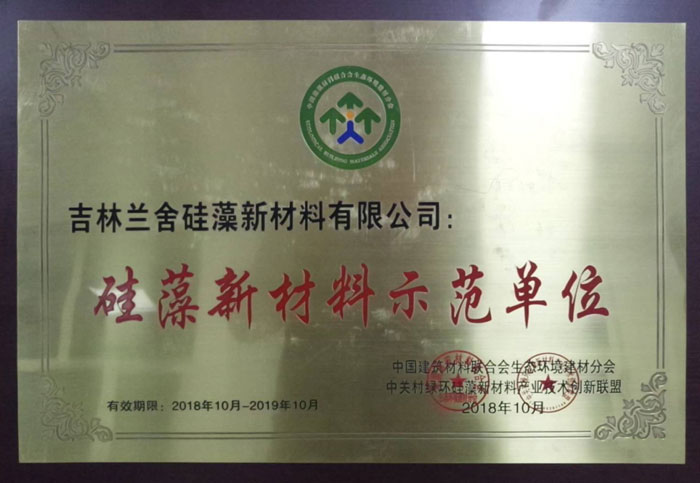 吉林兰舍硅藻新材料有限公司：
硅藻新材料示范单位
中国建筑材料联合会生态环境建材分会
中关村绿环硅藻新材料产业技术创新联盟
有效期限：2018年10月-2019年10月
2018年10月